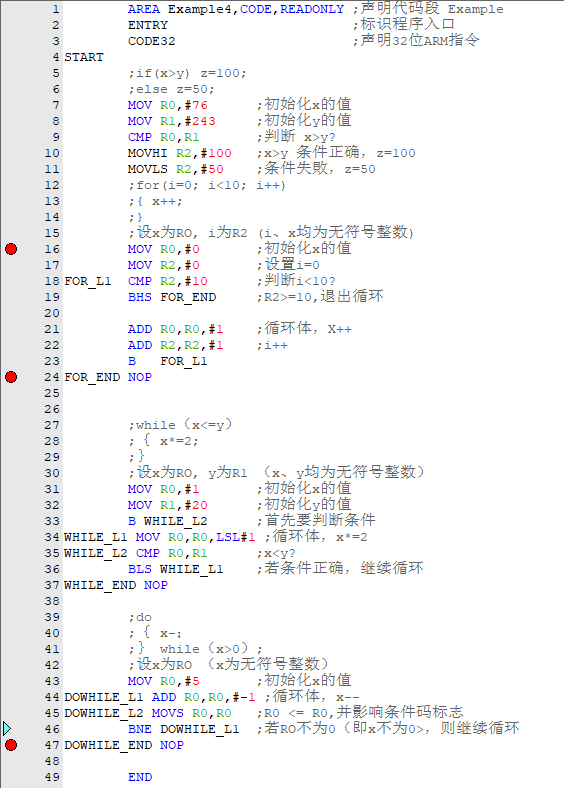 1 AREA Example4,CODE,READONLY ;声明代码段 Example
2 ENTRY ;标识程序入口
3 CODE32 ;声明32位ARM指令
4 START
5 ;if(x>y) z=100;
6 ;else z=50;
7 MOV R0,#76 ;初始化x的值
8 MOV R1,#243 ;初始化y的值
9 CMP R0,R1 ;判断 x>y?
10 MOVHI R2,#100 ;x>y 条件正确，z=100
11 MOVLS R2,#50 ;条件失败，z=50
12 ;for(i=0; i<10; i++)
13 ;{ x++;
14 ;}
15 ;设x为RO, i为R2 (i、x均为无符号整数)
16 MOV R0,#0 ;初始化x的值
17 MOV R2,#0 ;设置i=0
18 FOR_L1 CMP R2,#10 ;判断i<10?
19 BHS FOR_END ;R2>=10,退出循环
20
21 ADD R0,R0,#1 ;循环体，X++
22 ADD R2,R2,#1 ;i++
23 B FOR_L1
24 FOR_END NOP
25
26
27 ;while（x<=y）
28 ;｛ x*=2;
29 ;｝
30 ;设x为RO, y为R1 （x、y均为无符号整数）
31 MOV R0,#1 ;初始化x的值
32 MOV R1,#20 ;初始化y的值
33 B WHILE_L2 ;首先要判断条件
34 WHILE_L1 MOV R0,R0,LSL#1 ;循环体，x*=2
35 WHILE_L2 CMP R0,R1 ;x<y?
36 BLS WHILE_L1 ;若条件正确，继续循环
37 WHILE_END NOP
38
39 ;do
40 ;｛ x-;
41 ;｝ while（x>0）;
42 ;设x为RO （x为无符号整数）
43 MOV R0,#5 ;初始化x的值
44 DOWHILE_L1 ADD R0,R0,#-1 ;循环体，x--
45 DOWHILE_L2 MOVS R0,R0 ;R0 <= R0,并影响条件码标志
46 BNE DOWHILE_L1 ;若RO不为0（即x不为0>，则继续循环
47 DOWHILE_END NOP
48
49 END